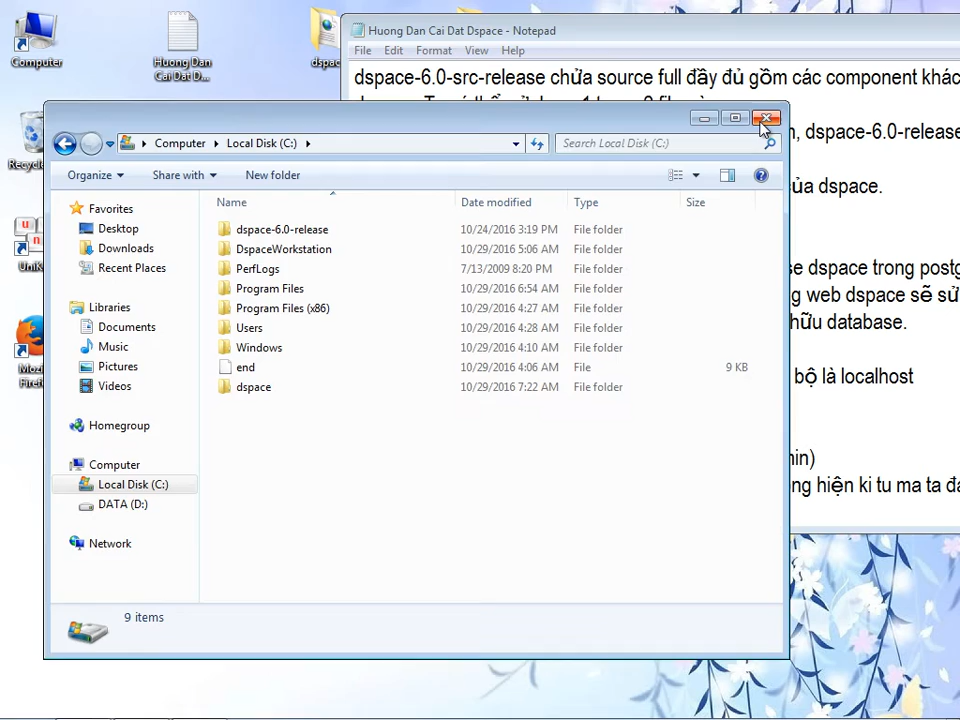 Computer
Huong Dan
Cai Dat D...
dspac
Recycl
UniK
Mozi
Firef
Huong Dan Cai Dat Dspace - Notepad
File Edit Format View Help
dspace-6.0-src-release chứa source full đầy đủ gồm các component khác
n, dspace-6.0-release
ủa dspace.
se dspace trong postg
g web dspace sẽ sử
hữu database.
bộ là localhost
min)
ng hiện ki tu ma ta đa
Computer Local Disk (C:)
Search Local Disk (C:)
Organize Share with New folder
Favorites
Desktop
Downloads
Recent Places
Libraries
Documents
Music
Pictures
Videos
Homegroup
Computer
Local Disk (C:)
DATA (D:)
Network
Name Date modified Type Size
dspace-6.0-release 10/24/2016 3:19 PM File folder
DspaceWorkstation 10/29/2016 5:06 AM File folder
PerfLogs 7/13/2009 8:20 PM File folder
Program Files 10/29/2016 6:54 AM File folder
Program Files (x86) 10/29/2016 4:27 AM File folder
Users 10/29/2016 4:28 AM File folder
Windows 10/29/2016 4:10 AM File folder
end 10/29/2016 4:06 AM File 9 KB
dspace 10/29/2016 7:22 AM File folder
9 items